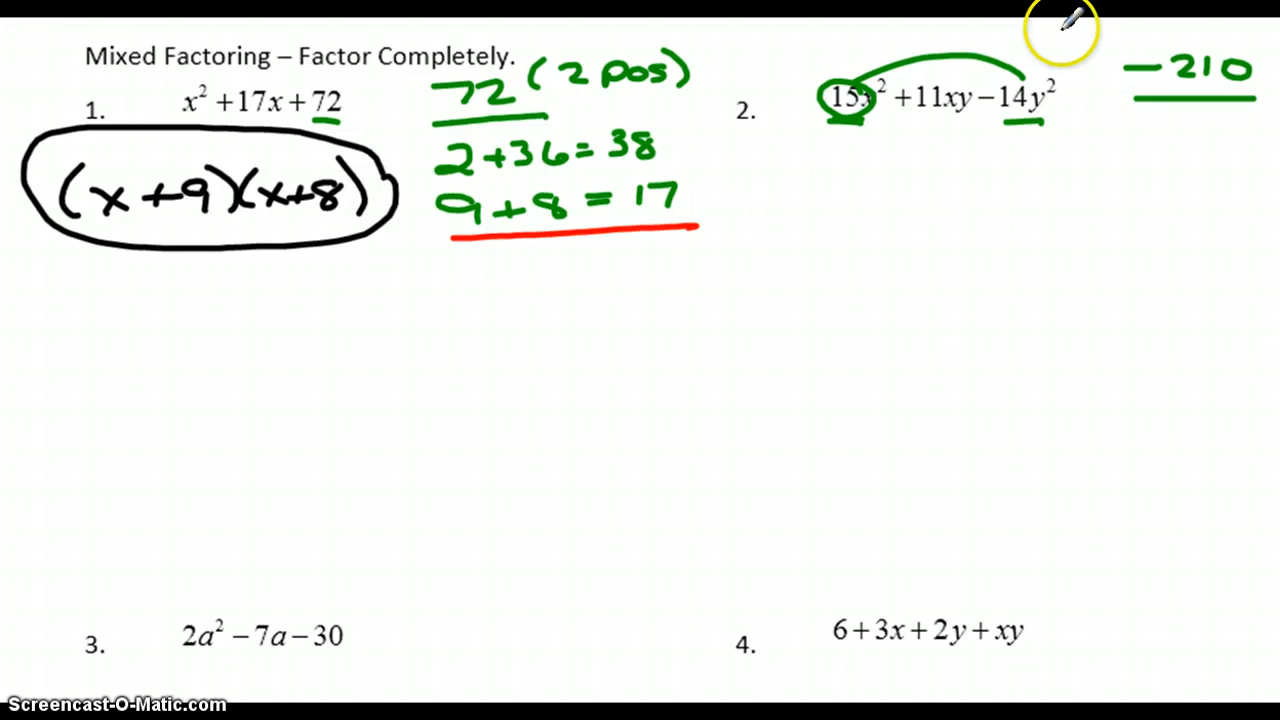 Mixed Factoring – Factor Completely.
1. x² +17x + 72
72 (2 pos)
2 + 36 = 38
9 + 8 = 17
(x + 9)(x + 8)
2. 15x² +11xy − 14y²
− 210
3. 2a² − 7a − 30
4. 6 + 3x + 2y + xy
Screencast-O-Matic.com